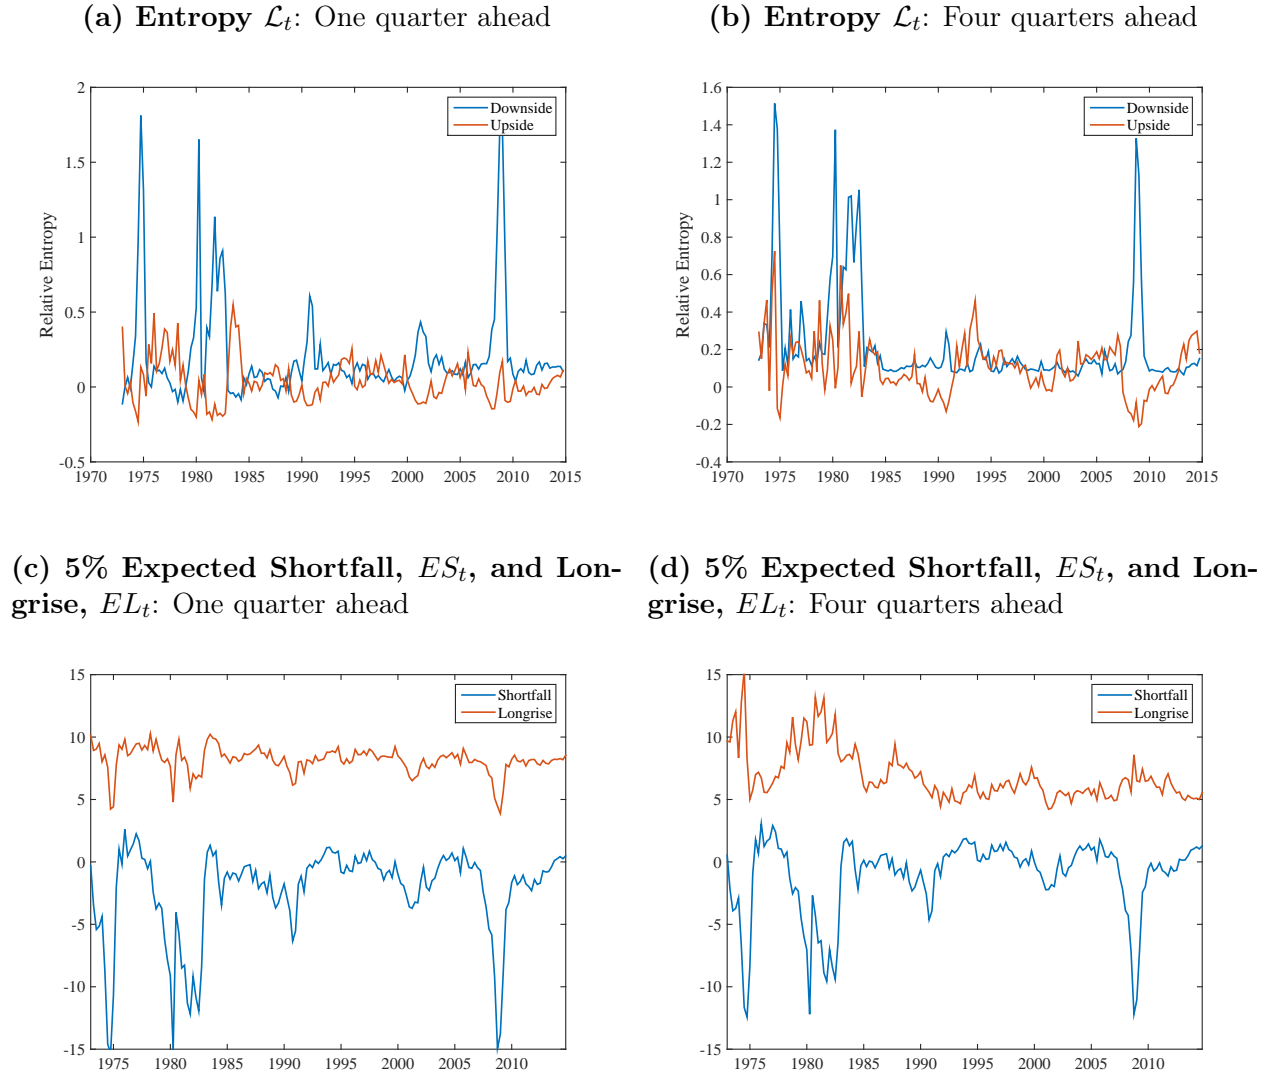 (a) Entropy ℒt: One quarter ahead
2
1.5
1
0.5
0
-0.5
Relative Entropy
1970 1975 1980 1985 1990 1995 2000 2005 2010 2015
Downside
Upside
(b) Entropy ℒt: Four quarters ahead
1.6
1.4
1.2
1
0.8
0.6
0.4
0.2
0
-0.2
-0.4
Relative Entropy
1970 1975 1980 1985 1990 1995 2000 2005 2010 2015
Downside
Upside
(c) 5% Expected Shortfall, ESt, and Lon-
grise, ELt: One quarter ahead
15
10
5
0
-5
-10
-15
1975 1980 1985 1990 1995 2000 2005 2010
Shortfall
Longrise
(d) 5% Expected Shortfall, ESt, and Lon-
grise, ELt: Four quarters ahead
15
10
5
0
-5
-10
-15
1975 1980 1985 1990 1995 2000 2005 2010
Shortfall
Longrise